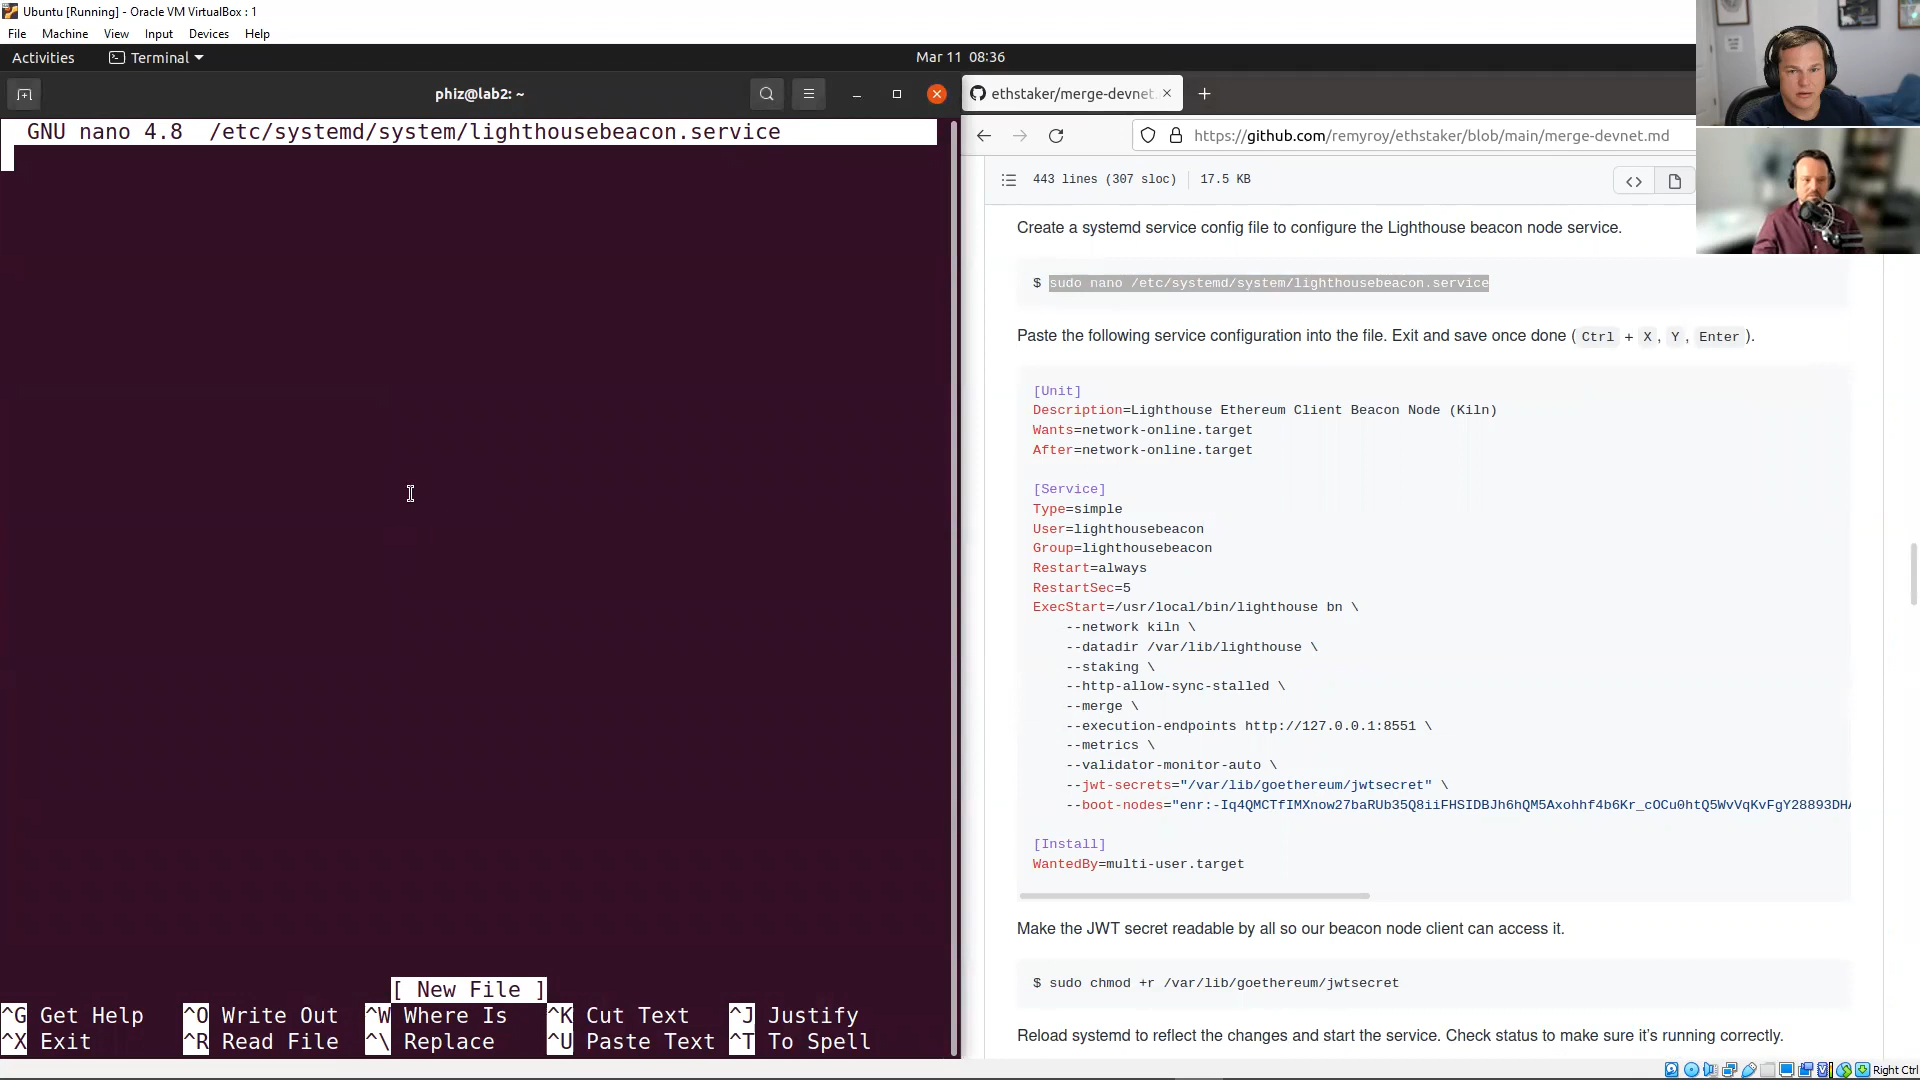 Ubuntu [Running] - Oracle VM VirtualBox : 1
File Machine View Input Devices Help
Activities Terminal Mar 11 08:36
phiz@lab2: ~
GNU nano 4.8 /etc/systemd/system/lighthousebeacon.service
[ New File ]
^G Get Help ^O Write Out ^W Where Is ^K Cut Text ^J Justify
^X Exit ^R Read File ^\ Replace ^U Paste Text ^T To Spell
ethstaker/merge-devnet.
https://github.com/remyroy/ethstaker/blob/main/merge-devnet.md
443 lines (307 sloc) 17.5 KB
Create a systemd service config file to configure the Lighthouse beacon node service.
$ sudo nano /etc/systemd/system/lighthousebeacon.service
Paste the following service configuration into the file. Exit and save once done ( Ctrl + X , Y , Enter ).
[Unit]
Description=Lighthouse Ethereum Client Beacon Node (Kiln)
Wants=network-online.target
After=network-online.target
[Service]
Type=simple
User=lighthousebeacon
Group=lighthousebeacon
Restart=always
RestartSec=5
ExecStart=/usr/local/bin/lighthouse bn \
--network kiln \
--datadir /var/lib/lighthouse \
--staking \
--http-allow-sync-stalled \
--merge \
--execution-endpoints http://127.0.0.1:8551 \
--metrics \
--validator-monitor-auto \
--jwt-secrets="/var/lib/goethereum/jwtsecret" \
--boot-nodes="enr:-Iq4QMCTfIMXnow27baRUb35Q8iiFHSIDBJh6hQM5Axohhf4b6Kr_cOCu0htQ5WvVqKvFgY28893DHA
[Install]
WantedBy=multi-user.target
Make the JWT secret readable by all so our beacon node client can access it.
$ sudo chmod +r /var/lib/goethereum/jwtsecret
Reload systemd to reflect the changes and start the service. Check status to make sure it's running correctly.
Right Ctrl